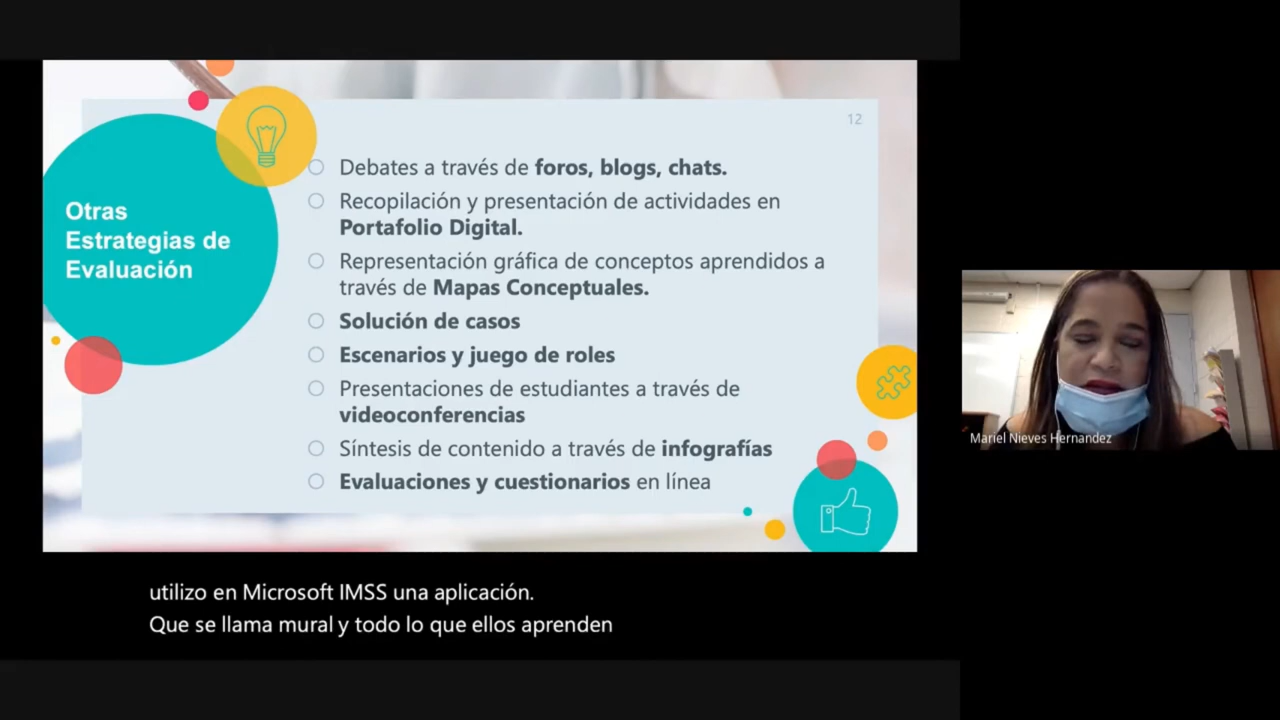 12
Otras
Estrategias de
Evaluación
Debates a través de foros, blogs, chats.
Recopilación y presentación de actividades en
Portafolio Digital.
Representación gráfica de conceptos aprendidos a
través de Mapas Conceptuales.
Solución de casos
Escenarios y juego de roles
Presentaciones de estudiantes a través de
videoconferencias
Síntesis de contenido a través de infografías
Evaluaciones y cuestionarios en línea
Mariel Nieves Hernandez
utilizo en Microsoft IMSS una aplicación.
Que se llama mural y todo lo que ellos aprenden